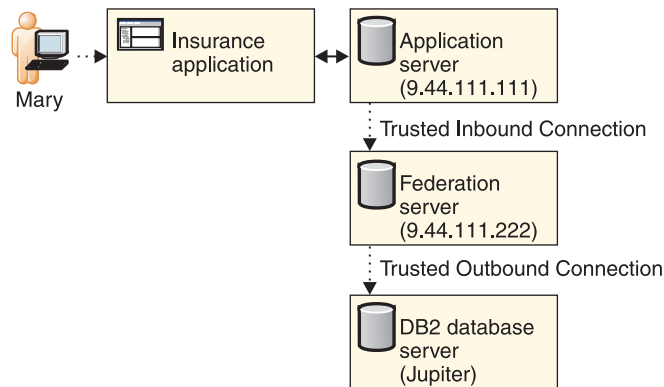 Mary
Insurance
application
Application
server
(9.44.111.111)
Trusted Inbound Connection
Federation
server
(9.44.111.222)
Trusted Outbound Connection
DB2 database
server
(Jupiter)